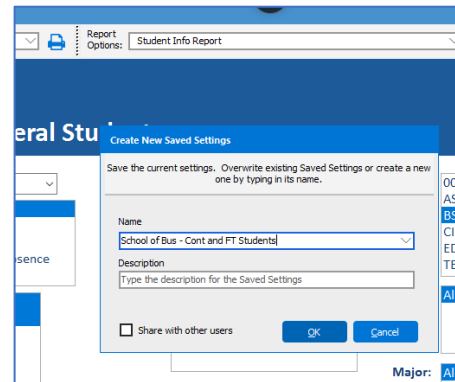 Report
Options: Student Info Report
eral Stu
Create New Saved Settings
Save the current settings. Overwrite existing Saved Settings or create a new
one by typing in its name.
Name
School of Bus - Cont and FT Students
Description
Type the description for the Saved Settings
Share with other users
OK
Cancel
sence
00
AS
BS
CI
ED
TE
Al
Major: Al